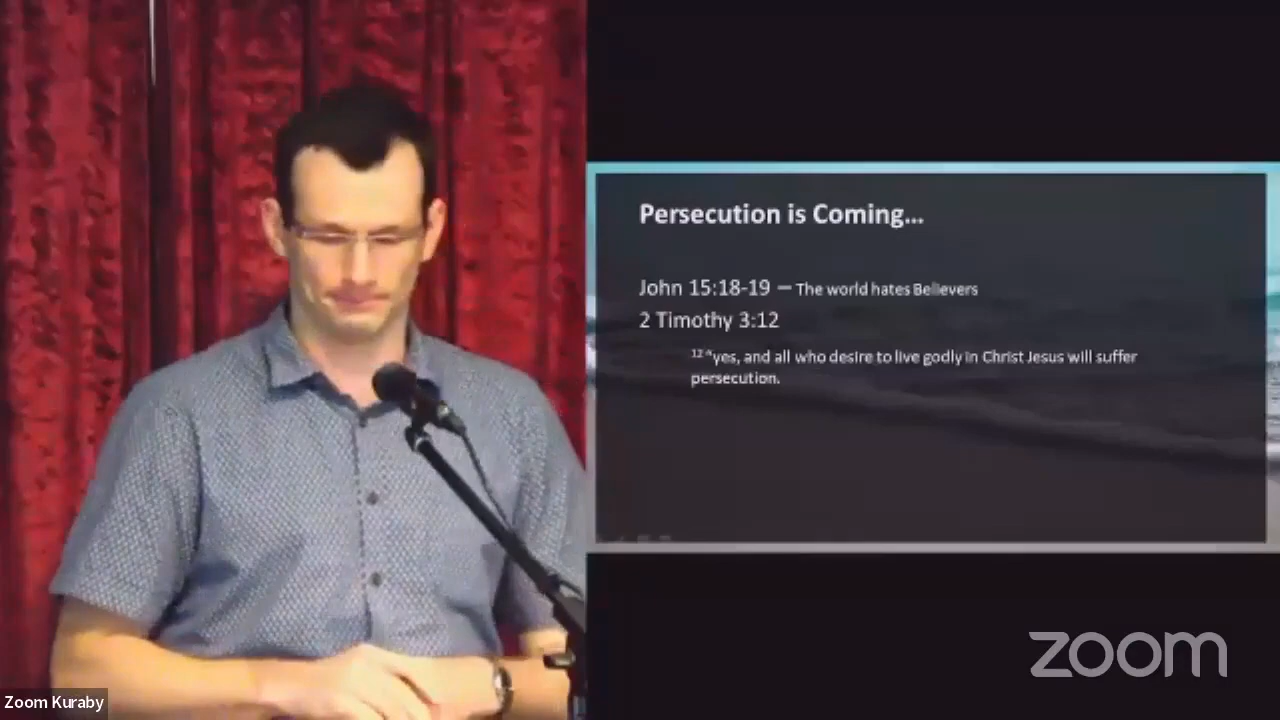 Persecution is Coming...
John 15:18-19 – The world hates Believers
2 Timothy 3:12
12 "yes, and all who desire to live godly in Christ Jesus will suffer
persecution.
zoom
Zoom Kuraby